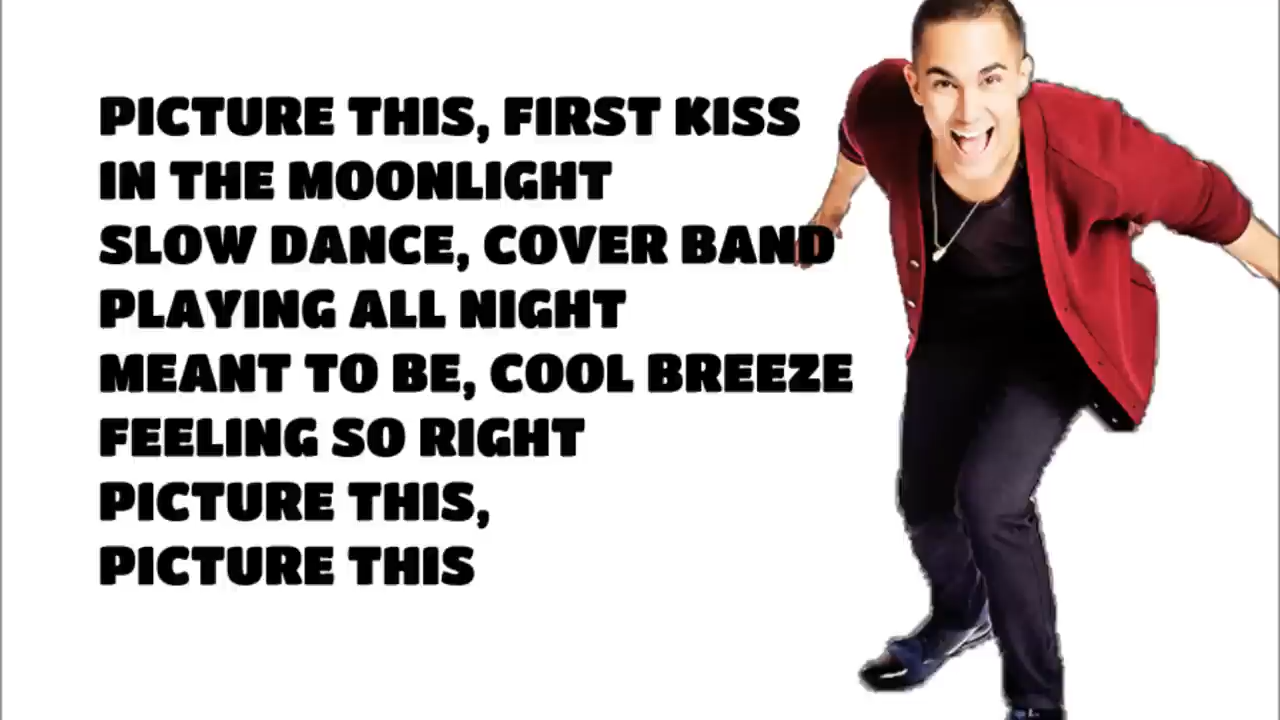 PICTURE THIS, FIRST KISS
IN THE MOONLIGHT
SLOW DANCE, COVER BAND
PLAYING ALL NIGHT
MEANT TO BE, COOL BREEZE
FEELING SO RIGHT
PICTURE THIS,
PICTURE THIS